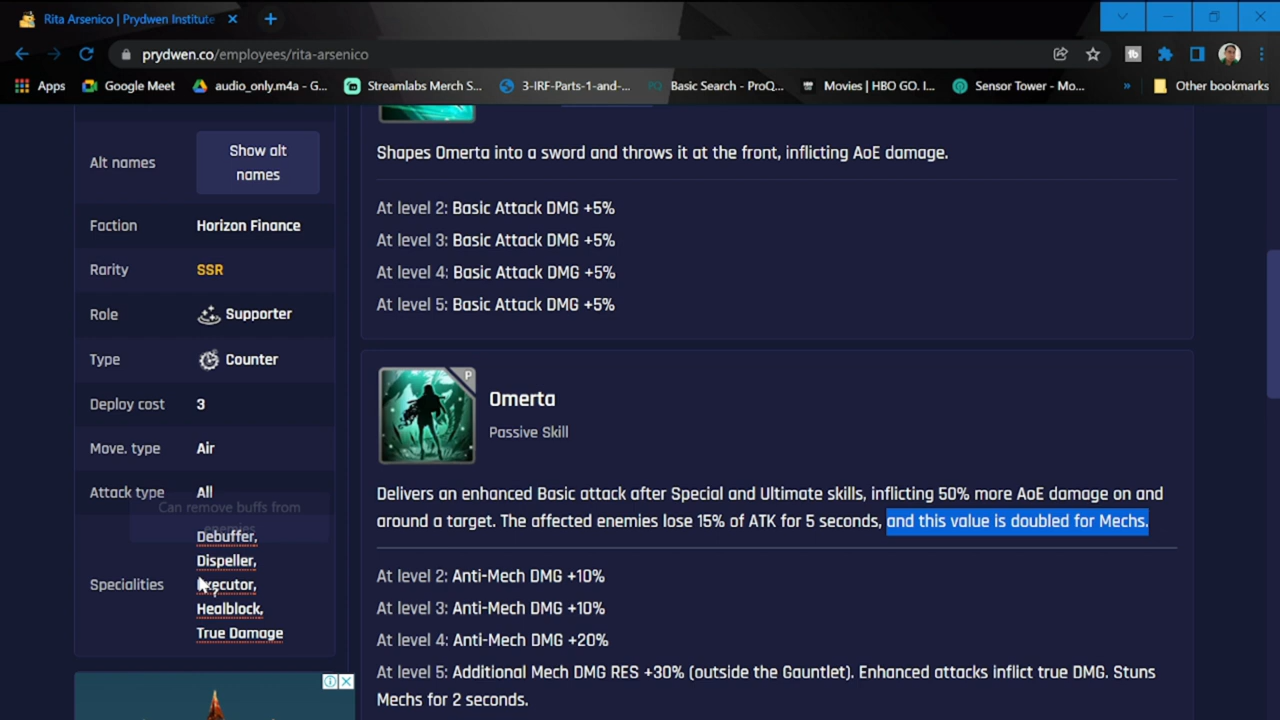 Rita Arsenico | Prydwen Institute
prydwen.co/employees/rita-arsenico
Apps Google Meet audio_only.m4a - G... Streamlabs Merch S... 3-IRF-Parts-1-and-... PQ Basic Search - ProQ... Movies | HBO GO. I... Sensor Tower - Mo... » Other bookmarks
Alt names
Show alt
names
Faction Horizon Finance
Rarity SSR
Role Supporter
Type Counter
Deploy cost 3
Move. type Air
Attack type All
Can remove buffs from
enemies
Specialities
Debuffer,
Dispeller,
Executor,
Healblock,
True Damage
Shapes Omerta into a sword and throws it at the front, inflicting AoE damage.
At level 2: Basic Attack DMG +5%
At level 3: Basic Attack DMG +5%
At level 4: Basic Attack DMG +5%
At level 5: Basic Attack DMG +5%
P
Omerta
Passive Skill
Delivers an enhanced Basic attack after Special and Ultimate skills, inflicting 50% more AoE damage on and
around a target. The affected enemies lose 15% of ATK for 5 seconds, and this value is doubled for Mechs.
At level 2: Anti-Mech DMG +10%
At level 3: Anti-Mech DMG +10%
At level 4: Anti-Mech DMG +20%
At level 5: Additional Mech DMG RES +30% (outside the Gauntlet). Enhanced attacks inflict true DMG. Stuns
Mechs for 2 seconds.